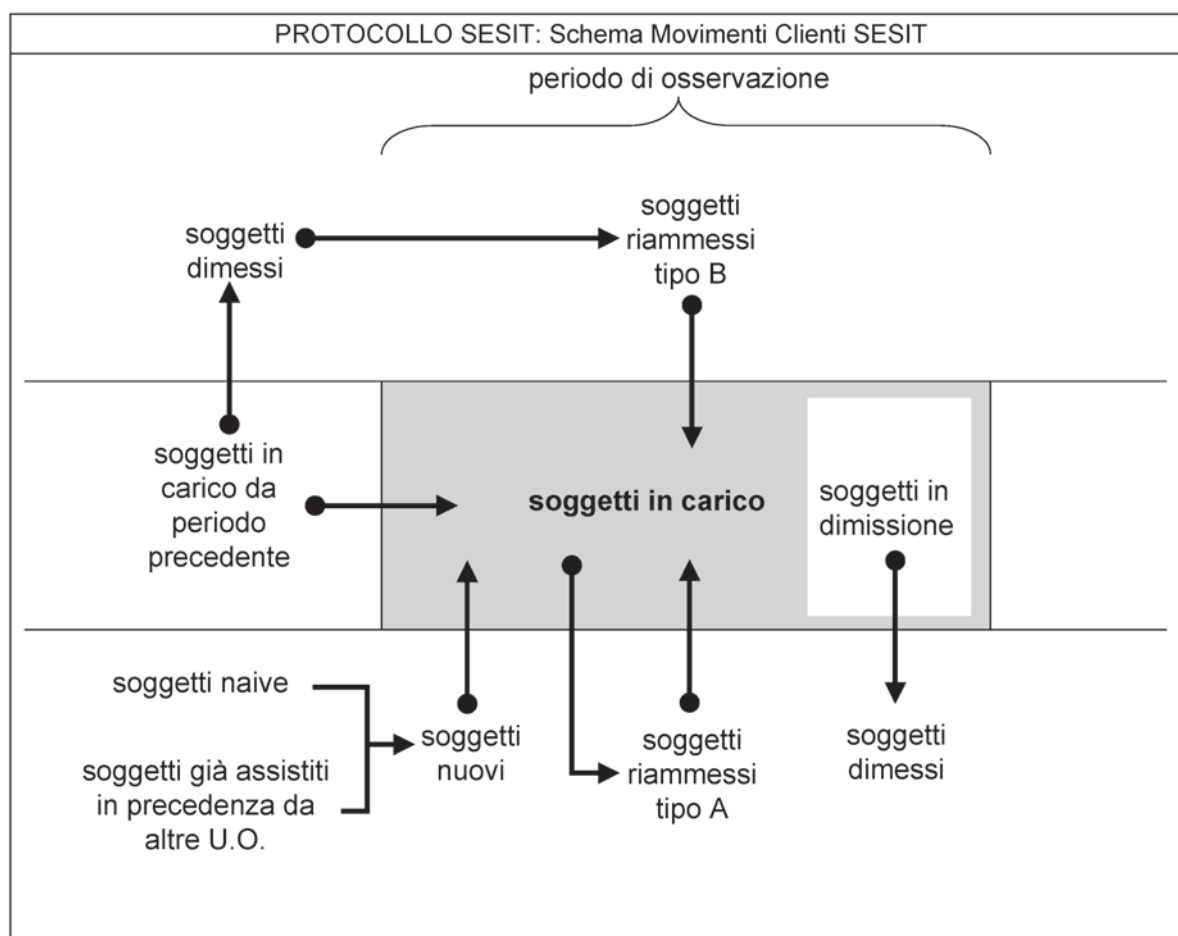 PROTOCOLLO SESIT: Schema Movimenti Clienti SESIT
periodo di osservazione
soggetti
dimessi
soggetti
riammessi
tipo B
soggetti in
carico da
periodo
precedente
soggetti in carico
soggetti in
dimissione
soggetti naive
soggetti già assistiti
in precedenza da
altre U.O.
soggetti
nuovi
soggetti
riammessi
tipo A
soggetti
dimessi